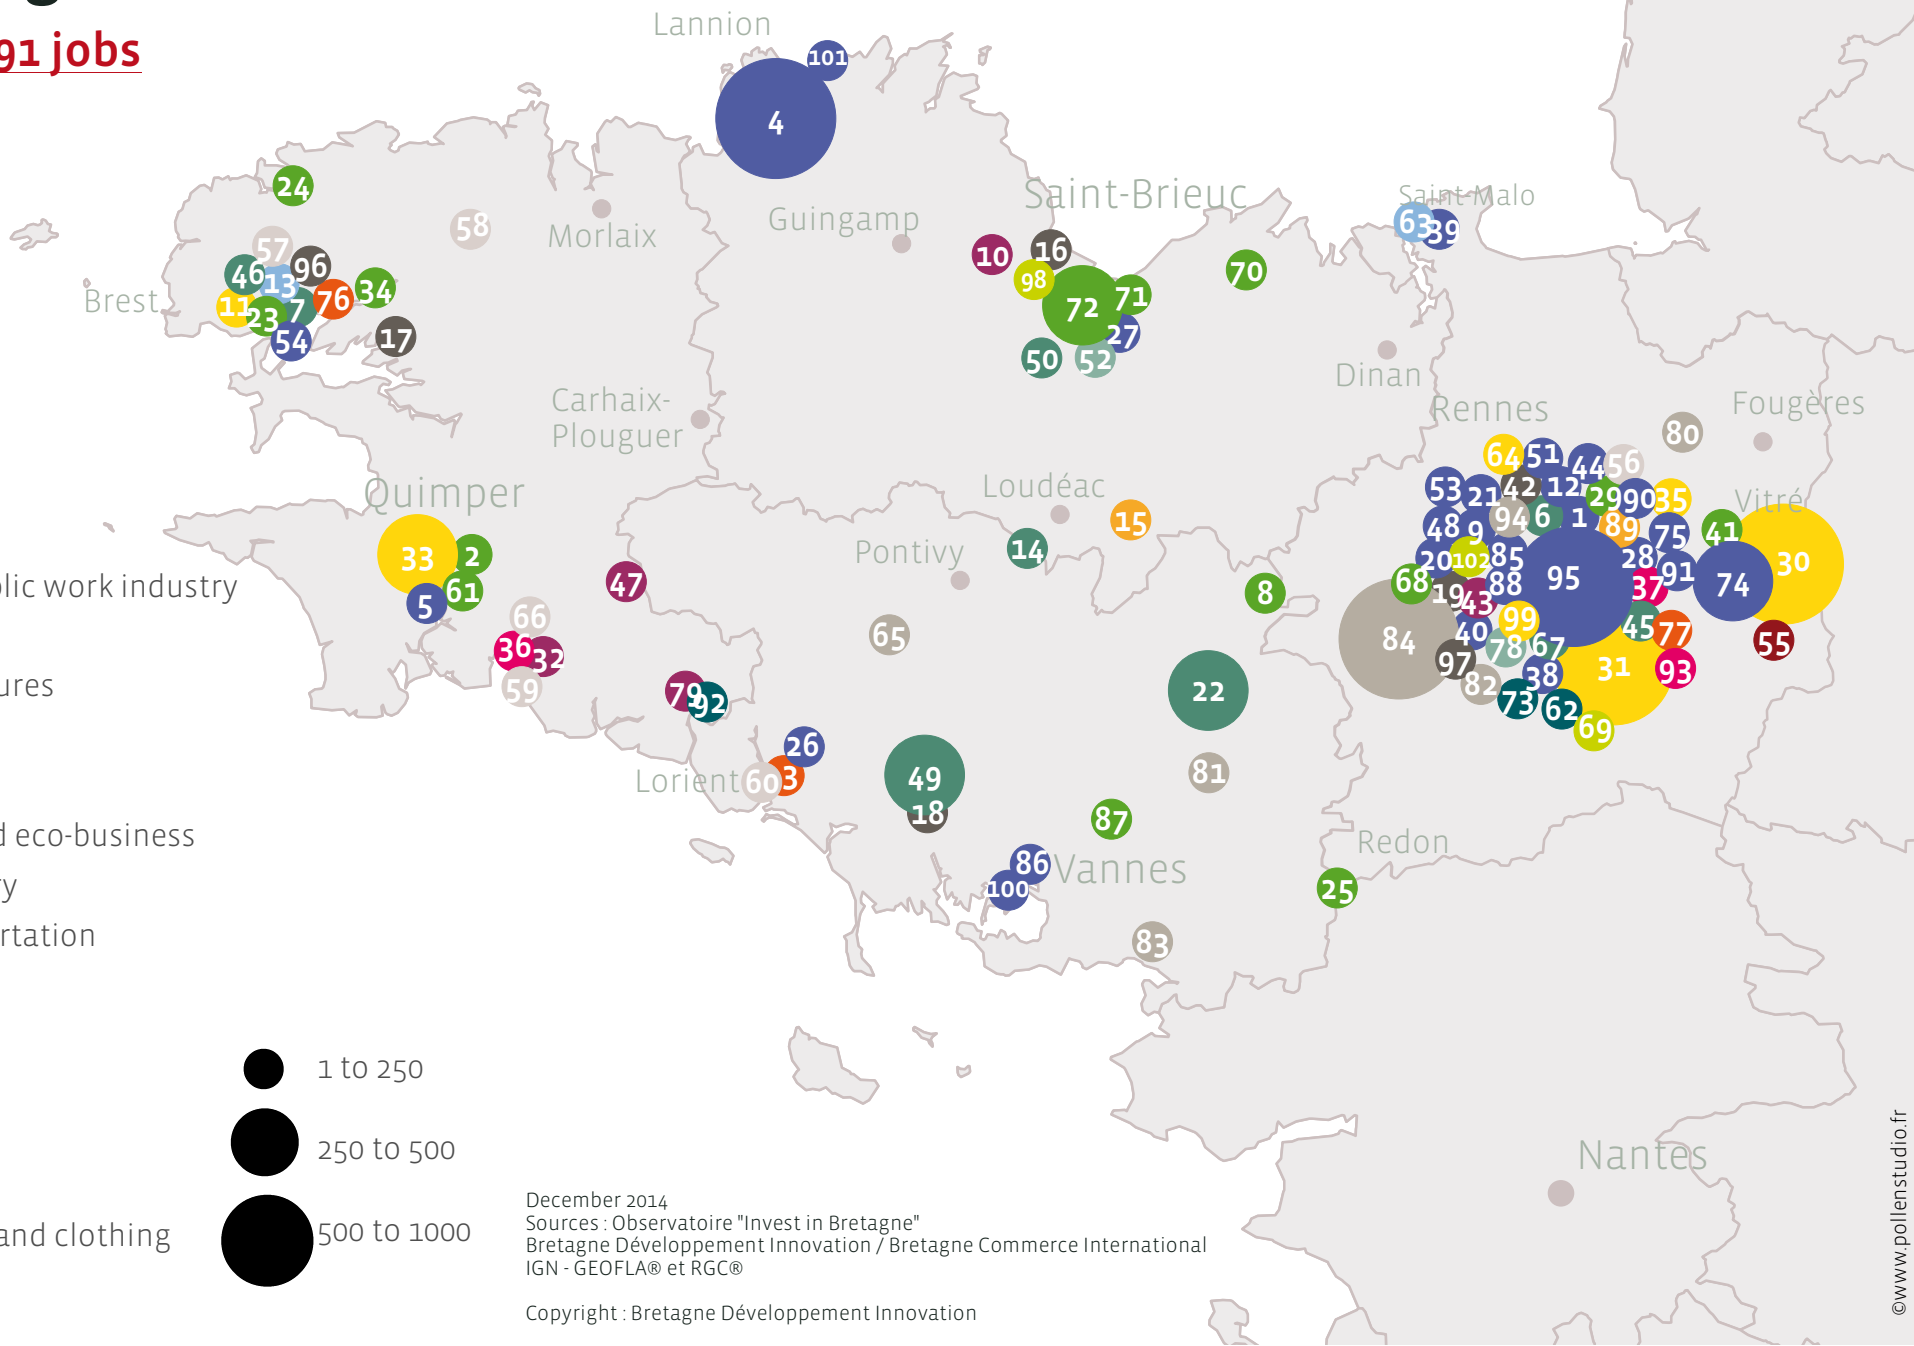 91 jobs
Lannion
101
4
24
58
Morlaix
Guingamp
Saint-Brieuc
Saint-Malo
63
39
57
96
46
13
76
34
11
23
7
54
17
Brest
10
16
98
72
71
27
50
52
70
Dinan
Carhaix-
Plouguer
Rennes
Fougères
80
Quimper
Loudéac
15
14
Pontivy
Vitré
64
51
44
56
53
21
42
12
29
90
35
48
9
94
6
1
89
75
41
20
102
85
28
91
30
68
19
43
88
95
37
74
84
40
99
45
77
55
97
78
67
31
93
82
38
73
62
69
33
2
61
5
47
8
66
65
36
32
59
79
92
22
26
60
3
Lorient
49
18
81
87
86
100
Vannes
Redon
25
83
lic work industry
ures
d eco-business
ry
rtation
and clothing
1 to 250
250 to 500
500 to 1000
December 2014
Sources : Observatoire "Invest in Bretagne"
Bretagne Développement Innovation / Bretagne Commerce International
IGN - GEOFLA® et RGC®
Copyright : Bretagne Développement Innovation
Nantes
©www.pollenstudio.fr